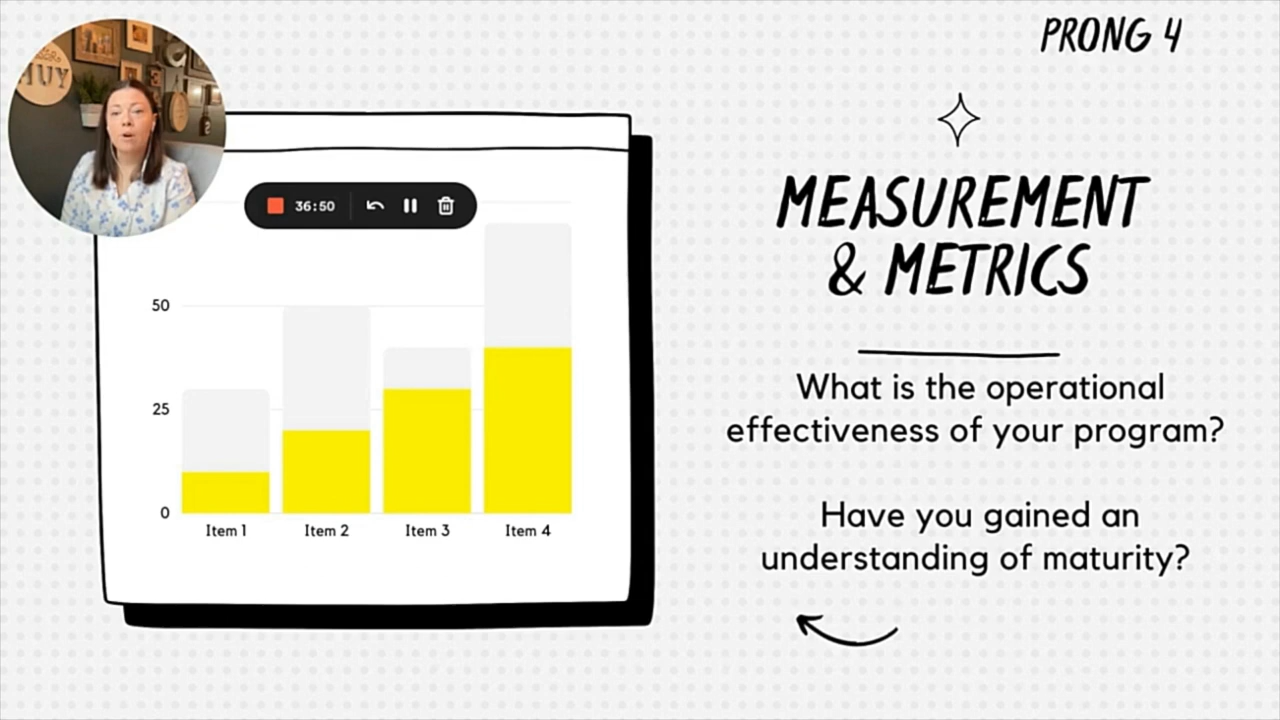 PRONG 4
HUY
36:50
50
25
0
Item 1
Item 2
Item 3
Item 4
MEASUREMENT
& METRICS
What is the operational
effectiveness of your program?
Have you gained an
understanding of maturity?